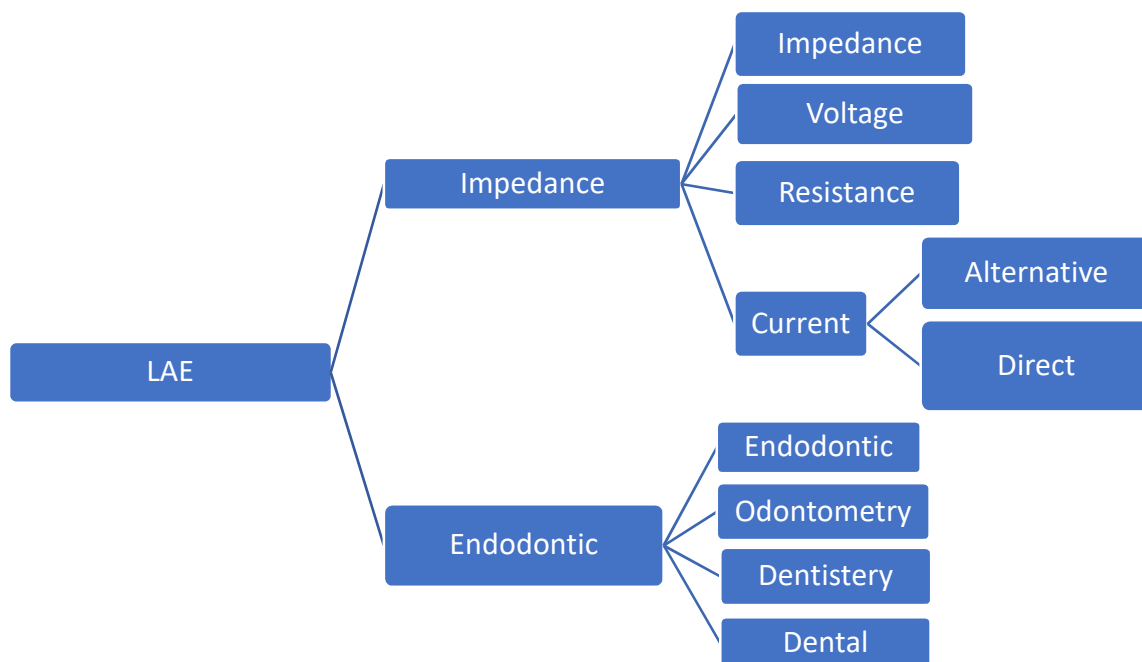 Impedance
Voltage
Impedance
Resistance
Alternative
Current
LAE
Direct
Endodontic
Odontometry
Endodontic
Dentistery
Dental